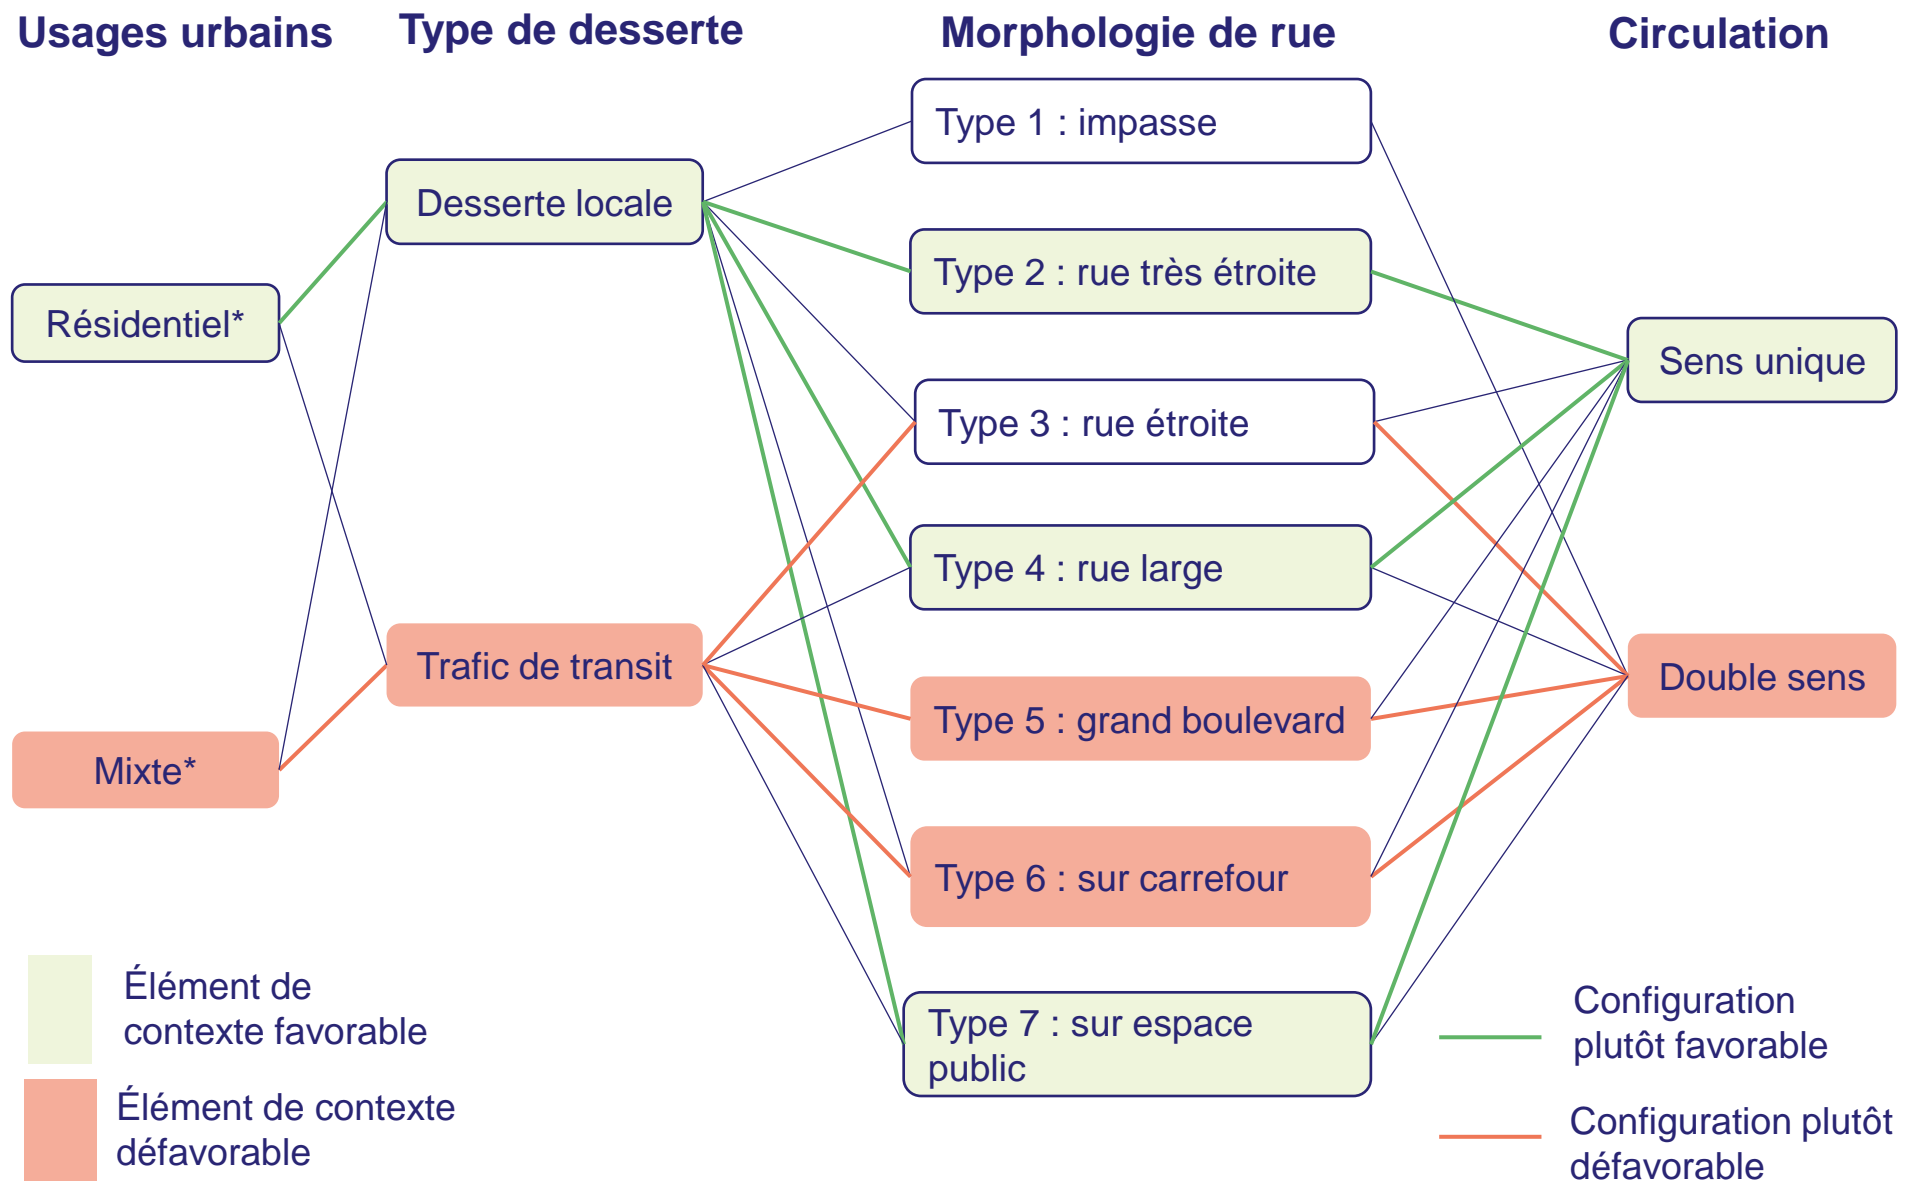 Usages urbains
Type de desserte
Morphologie de rue
Circulation
Résidentiel*
Mixte*
Desserte locale
Trafic de transit
Type 1 : impasse
Type 2 : rue très étroite
Type 3 : rue étroite
Type 4 : rue large
Type 5 : grand boulevard
Type 6 : sur carrefour
Type 7 : sur espace
public
Sens unique
Double sens
Élément de
contexte favorable
Élément de contexte
défavorable
Configuration
plutôt favorable
Configuration plutôt
défavorable